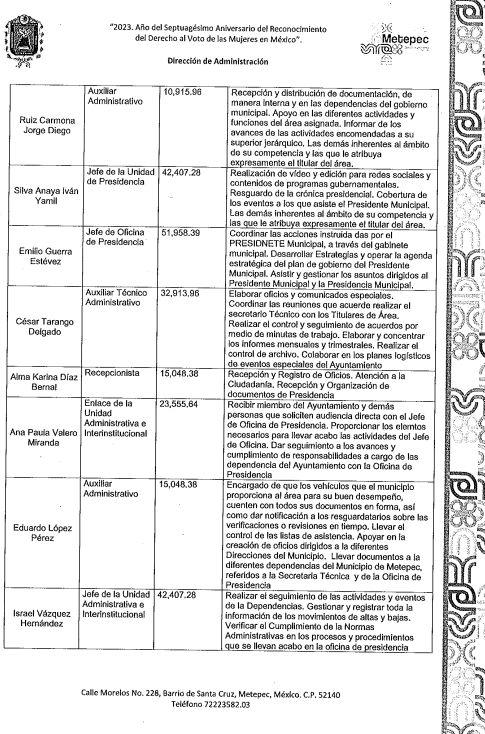 "2023. Año del Septuagésimo Aniversario del Reconocimiento
del Derecho al Voto de las Mujeres en México".
Metepec
Dirección de Administración
Ruiz Carmona
Jorge Diego
Auxiliar
Administrativo
10,915.96
Recepción y distribución de documentación, de
manera interna y en las dependencias del gobierno
municipal. Apoyo en las diferentes actividades y
funciones del área asignada. Informar de los
avances de las actividades encomendadas a su
superior jerárquico. Las demás inherentes al ámbito
de su competencia y las que le atribuya
expresamente el titular del área.
Silva Anaya Iván
Yamil
Jefe de la Unidad
de Presidencia
42,407.28
Realización de vídeo y edición para redes sociales y
contenidos de programas gubernamentales.
Resguardo de la crónica presidencial. Cobertura de
los eventos a los que asiste el Presidente Municipal.
Las demás inherentes al ámbito de su competencia y
las que le atribuya expresamente el titular del área.
Emilio Guerra
Estévez
Jefe de Oficina
de Presidencia
51,958.39
Coordinar las acciones instruida das por el
PRESIDNETE Municipal, a través del gabinete
municipal. Desarrollar Estrategias y operar la agenda
estratégica del plan de gobierno del Presidente
Municipal. Asistir y gestionar los asuntos dirigidos al
Presidente Municipal y la Presidencia Municipal.
César Tarango
Delgado
Auxiliar Técnico
Administrativo
32,913.96
Elaborar oficios y comunicados especiales.
Coordinar las reuniones que acuerde realizar el
secretario Técnico con los Titulares de Área.
Realizar el control y seguimiento de acuerdos por
medio de minutas de trabajo. Elaborar y concentrar
los informes mensuales y trimestrales. Realizar el
control de archivo. Colaborar en los planes logísticos
de eventos especiales del Ayuntamiento
Alma Karina Díaz
Bernal
Recepcionista
15,048.38
Recepción y Registro de Oficios. Atención a la
Ciudadanía. Recepción y Organización de
documentos de Presidencia
Ana Paula Valero
Miranda
Enlace de la
Unidad
Administrativa e
Interinstitucional
23,555.64
Recibir miembro del Ayuntamiento y demás
personas que soliciten audiencia directa con el Jefe
de Oficina de Presidencia. Proporcionar los elemtos
necesarios para llevar acabo las actividades del Jefe
de Oficina. Dar seguimiento a los avances y
cumplimiento de responsabilidades a cargo de las
dependencia del Ayuntamiento con la Oficina de
Presidencia
Eduardo López
Pérez
Auxiliar
Administrativo
15,048.38
Encargado de que los vehículos que el municipio
proporciona al área para su buen desempeño,
cuenten con todos sus documentos en forma, así
como dar notificación a los resguardatarios sobre las
verificaciones o revisiones en tiempo. Llevar el
control de las listas de asistencia. Apoyar en la
creación de oficios dirigidos a la diferentes
Direcciones del Municipio. Llevar documentos a la
diferentes dependencias del Municipio de Metepec,
referidos a la Secretaria Técnica y de la Oficina de
Presidencia
Israel Vázquez
Hernández
Jefe de la Unidad
Administrativa e
Interinstitucional
42,407.28
Realizar el seguimiento de las actividades y eventos
de la Dependencias. Gestionar y registrar toda la
información de los movimientos de altas y bajas.
Verificar el Cumplimiento de la Normas
Administrativas en los procesos y procedimientos
que se llevan acabo en la oficina de presidencia
Calle Morelos No. 228, Barrio de Santa Cruz, Metepec, México. C.P. 52140
Teléfono 72223582.03